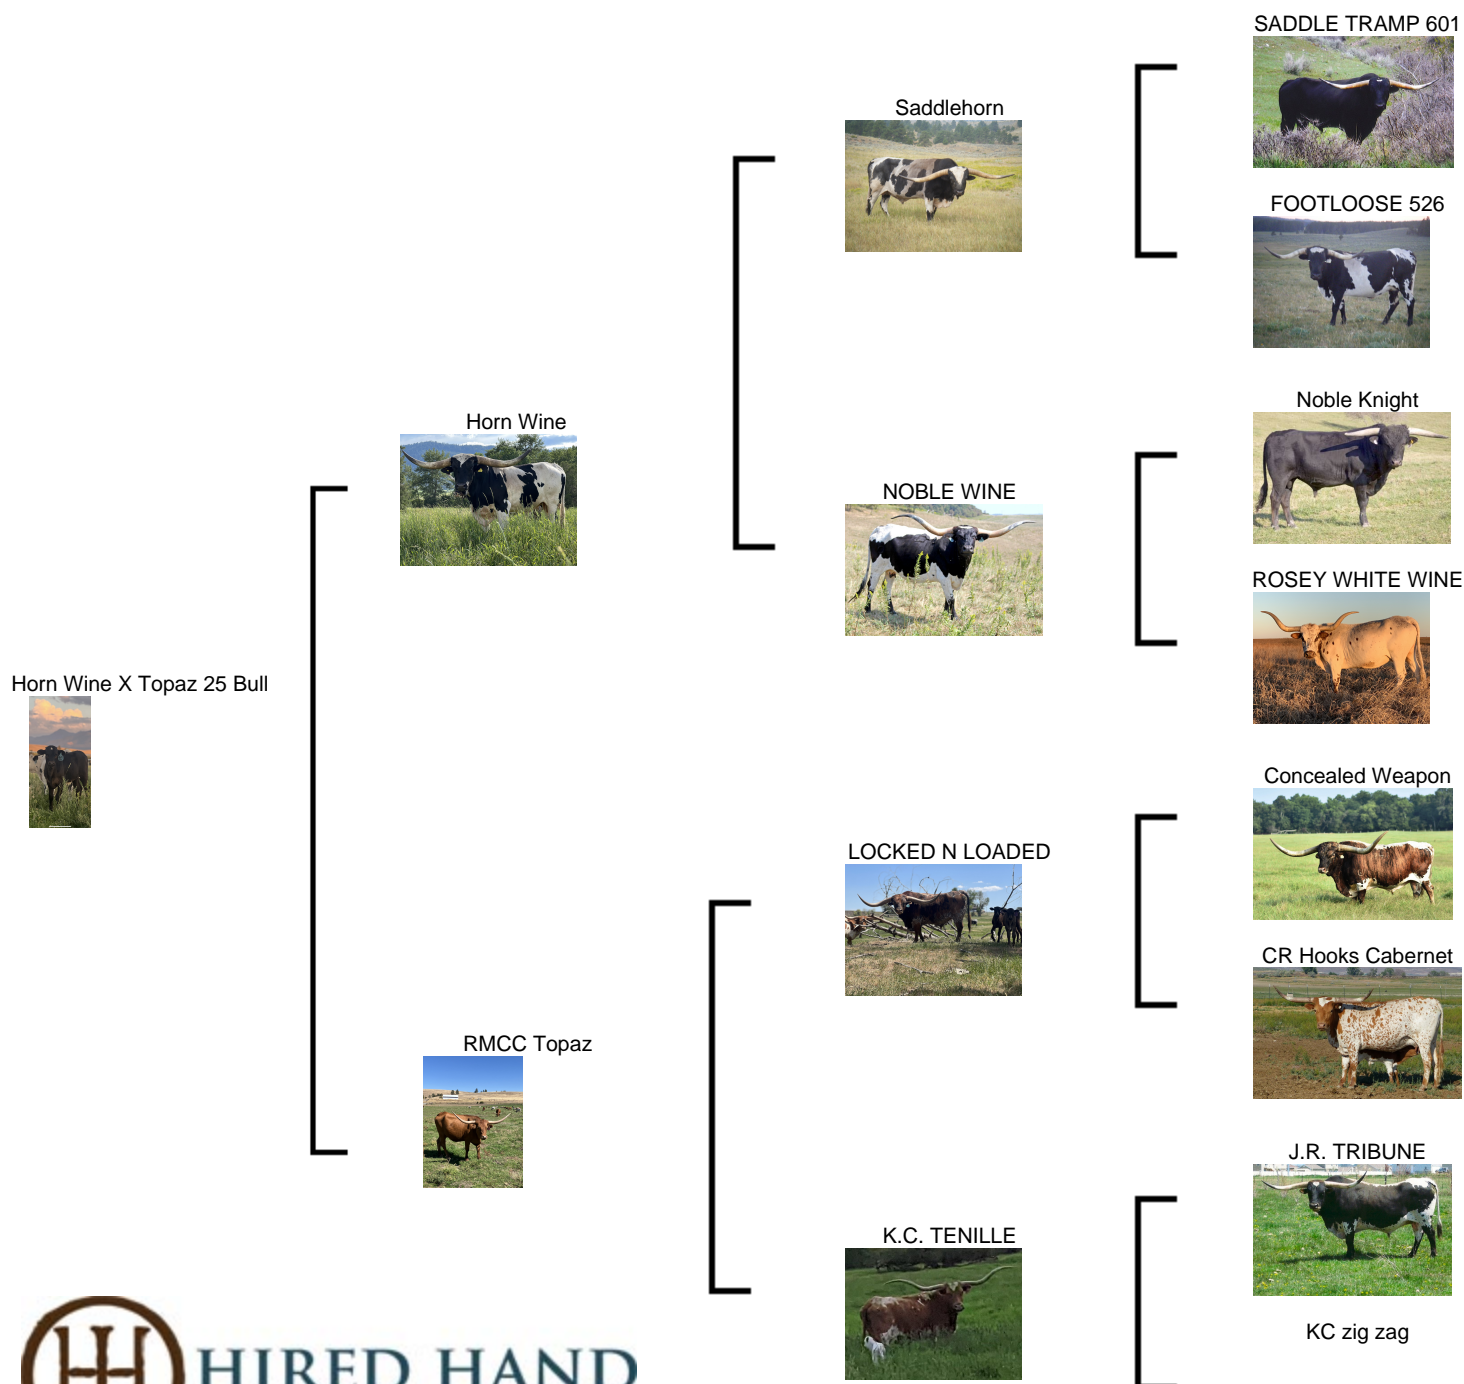 SADDLE TRAMP 601
Saddlehorn
FOOTLOOSE 526
Horn Wine
Noble Knight
NOBLE WINE
ROSEY WHITE WINE
Horn Wine X Topaz 25 Bull
Concealed Weapon
LOCKED N LOADED
CR Hooks Cabernet
RMCC Topaz
J.R. TRIBUNE
K.C. TENILLE
KC zig zag
HIRED HAND